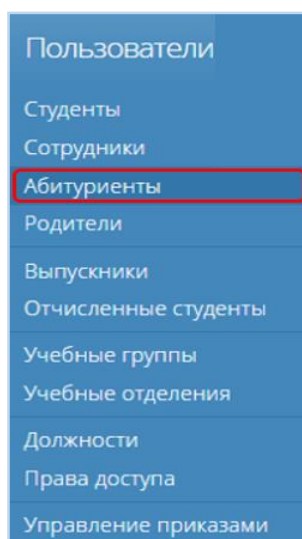 Пользователи
Студенты
Сотрудники
Абитуриенты
Родители
Выпускники
Отчисленные студенты
Учебные группы
Учебные отделения
Должности
Права доступа
Управление приказами